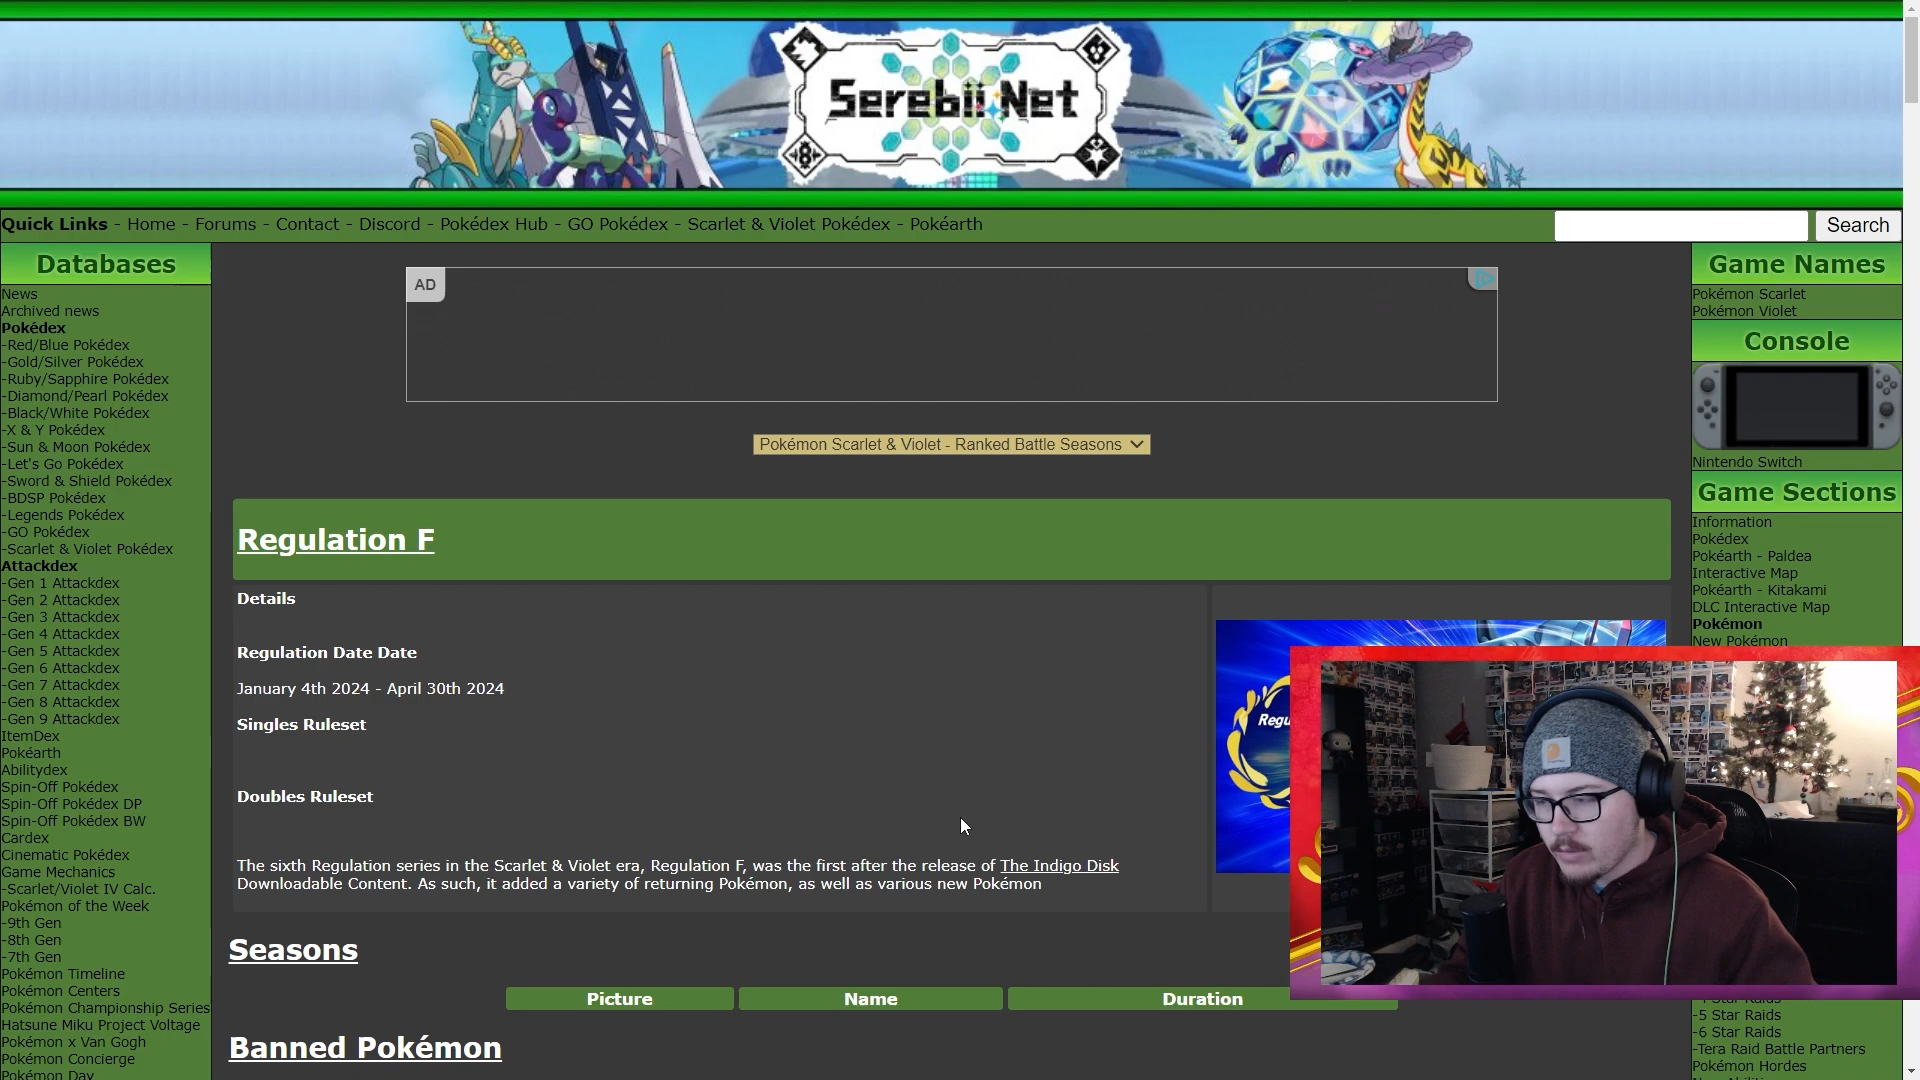 Serebii.Net
Quick Links - Home - Forums - Contact - Discord - Pokédex Hub - GO Pokédex - Scarlet & Violet Pokédex - Pokéarth
Search
Databases
News
Archived news
Pokédex
-Red/Blue Pokédex
-Gold/Silver Pokédex
-Ruby/Sapphire Pokédex
-Diamond/Pearl Pokédex
-Black/White Pokédex
-X & Y Pokédex
-Sun & Moon Pokédex
-Let's Go Pokédex
-Sword & Shield Pokédex
-BDSP Pokédex
-Legends Pokédex
-GO Pokédex
-Scarlet & Violet Pokédex
Attackdex
-Gen 1 Attackdex
-Gen 2 Attackdex
-Gen 3 Attackdex
-Gen 4 Attackdex
-Gen 5 Attackdex
-Gen 6 Attackdex
-Gen 7 Attackdex
-Gen 8 Attackdex
-Gen 9 Attackdex
ItemDex
Pokéarth
Abilitydex
Spin-Off Pokédex
Spin-Off Pokédex DP
Spin-Off Pokédex BW
Cardex
Cinematic Pokédex
Game Mechanics
-Scarlet/Violet IV Calc.
Pokémon of the Week
-9th Gen
-8th Gen
-7th Gen
Pokémon Timeline
Pokémon Centers
Pokémon Championship Series
Hatsune Miku Project Voltage
Pokémon x Van Gogh
Pokémon Concierge
Pokémon Day
AD
Pokémon Scarlet & Violet - Ranked Battle Seasons
Regulation F
Details
Regulation Date Date
January 4th 2024 - April 30th 2024
Singles Ruleset
Doubles Ruleset
The sixth Regulation series in the Scarlet & Violet era, Regulation F, was the first after the release of The Indigo Disk
Downloadable Content. As such, it added a variety of returning Pokémon, as well as various new Pokémon
Regu
Seasons
Picture Name Duration
Banned Pokémon
Game Names
Pokémon Scarlet
Pokémon Violet
Console
Nintendo Switch
Game Sections
Information
Pokédex
Pokéarth - Paldea
Interactive Map
Pokéarth - Kitakami
DLC Interactive Map
Pokémon
New Pokémon
-5 Star Raids
-6 Star Raids
-Tera Raid Battle Partners
Pokémon Hordes